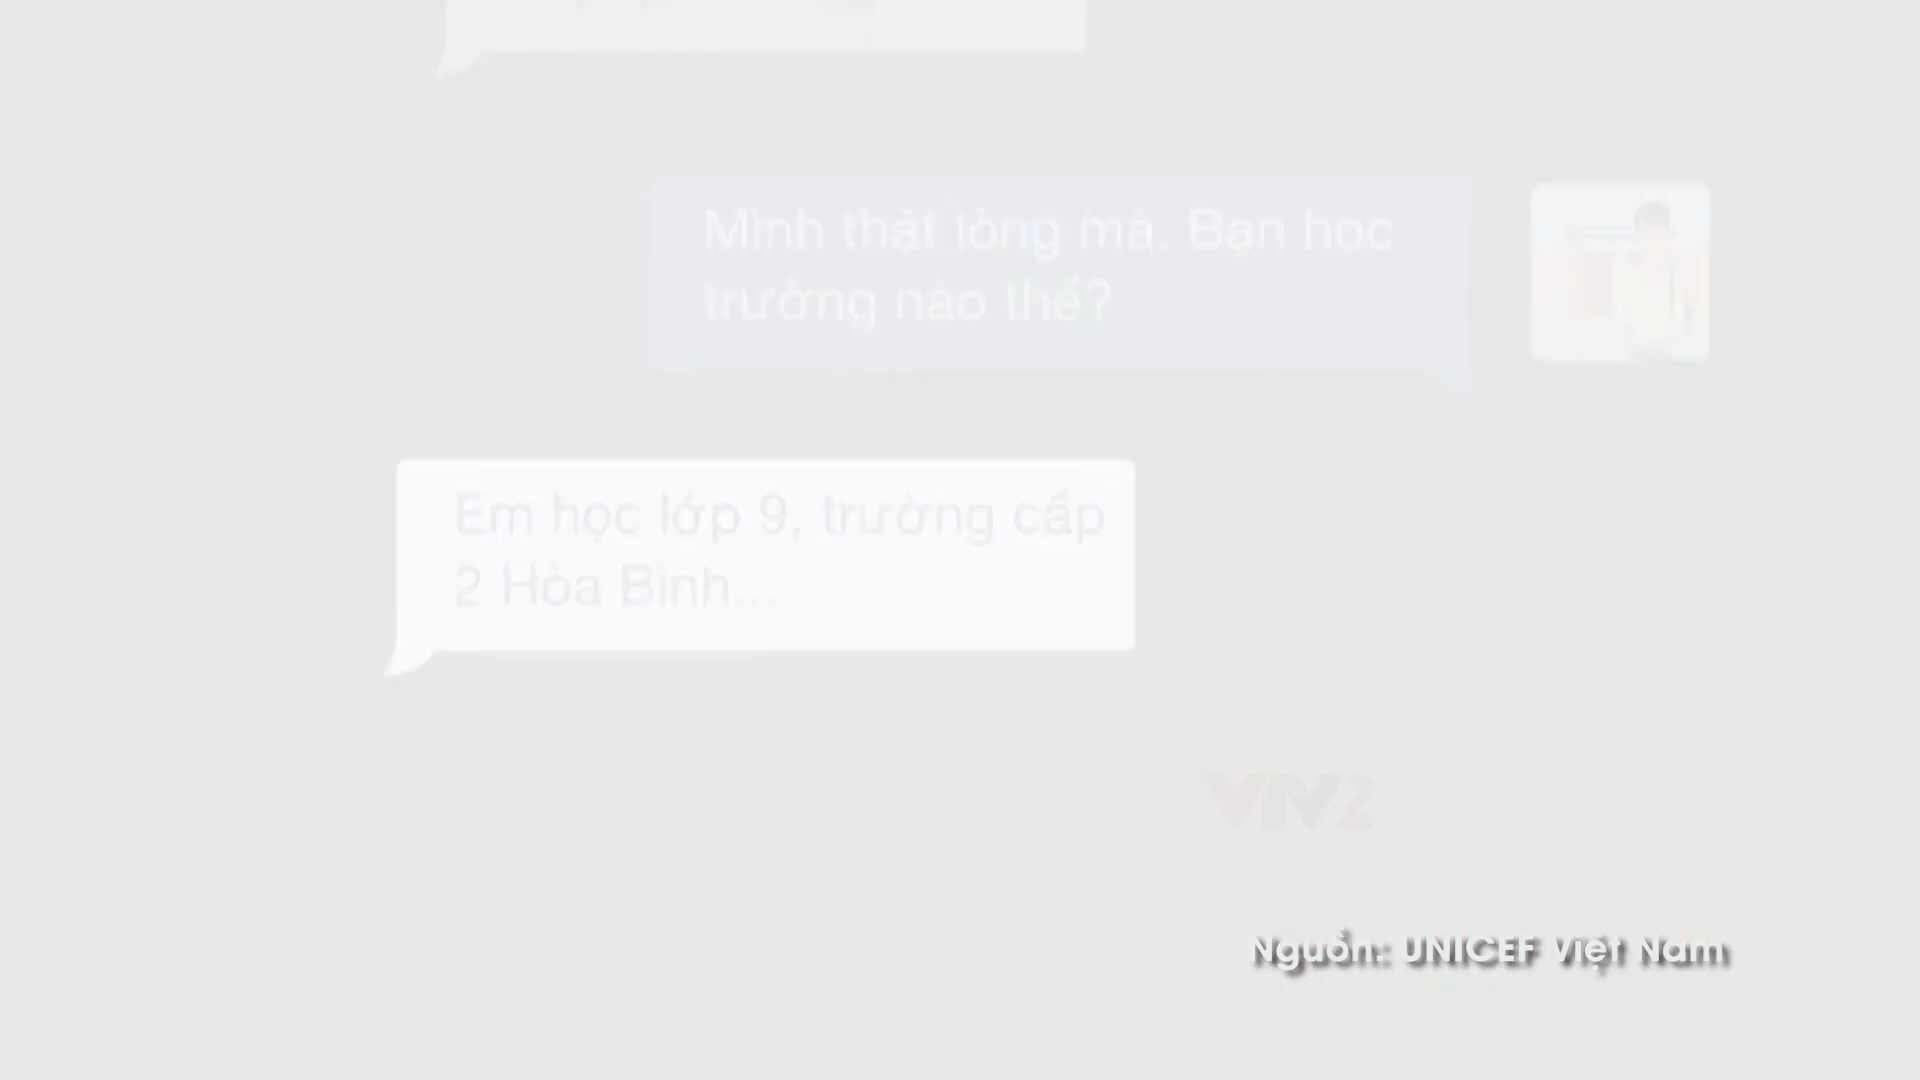 Mình thật lòng mà. Bạn học
trường nào thế?
Em học lớp 9, trường cấp
2 Hòa Bình...
VTV2
Nguồn: UNICEF Việt Nam